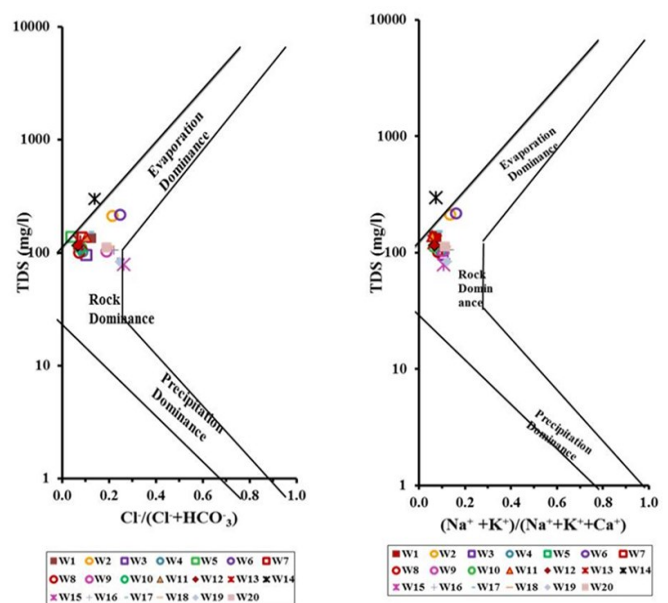 10000
1000
100
10
1
TDS (mg/l)
Evaporation
Dominance
Rock
Dominance
Precipitation
Dominance
0.0 0.2 0.4 0.6 0.8 1.0
Cl⁻/(Cl⁻+HCO⁻₃)
W1 W2 W3 W4 W5 W6 W7
W8 W9 W10 W11 W12 W13 W14
W15 W16 W17 W18 W19 W20
10000
1000
100
10
1
TDS (mg/l)
Evaporation
Dominance
Rock
Domin
ance
Precipitation
Dominance
0 0.2 0.4 0.6 0.8 1.0
(Na⁺ +K⁺)/(Na⁺+K⁺+Ca⁺)
W1 W2 W3 W4 W5 W6 W7
W8 W9 W10 W11 W12 W13 W14
W15 W16 W17 W18 W19 W20